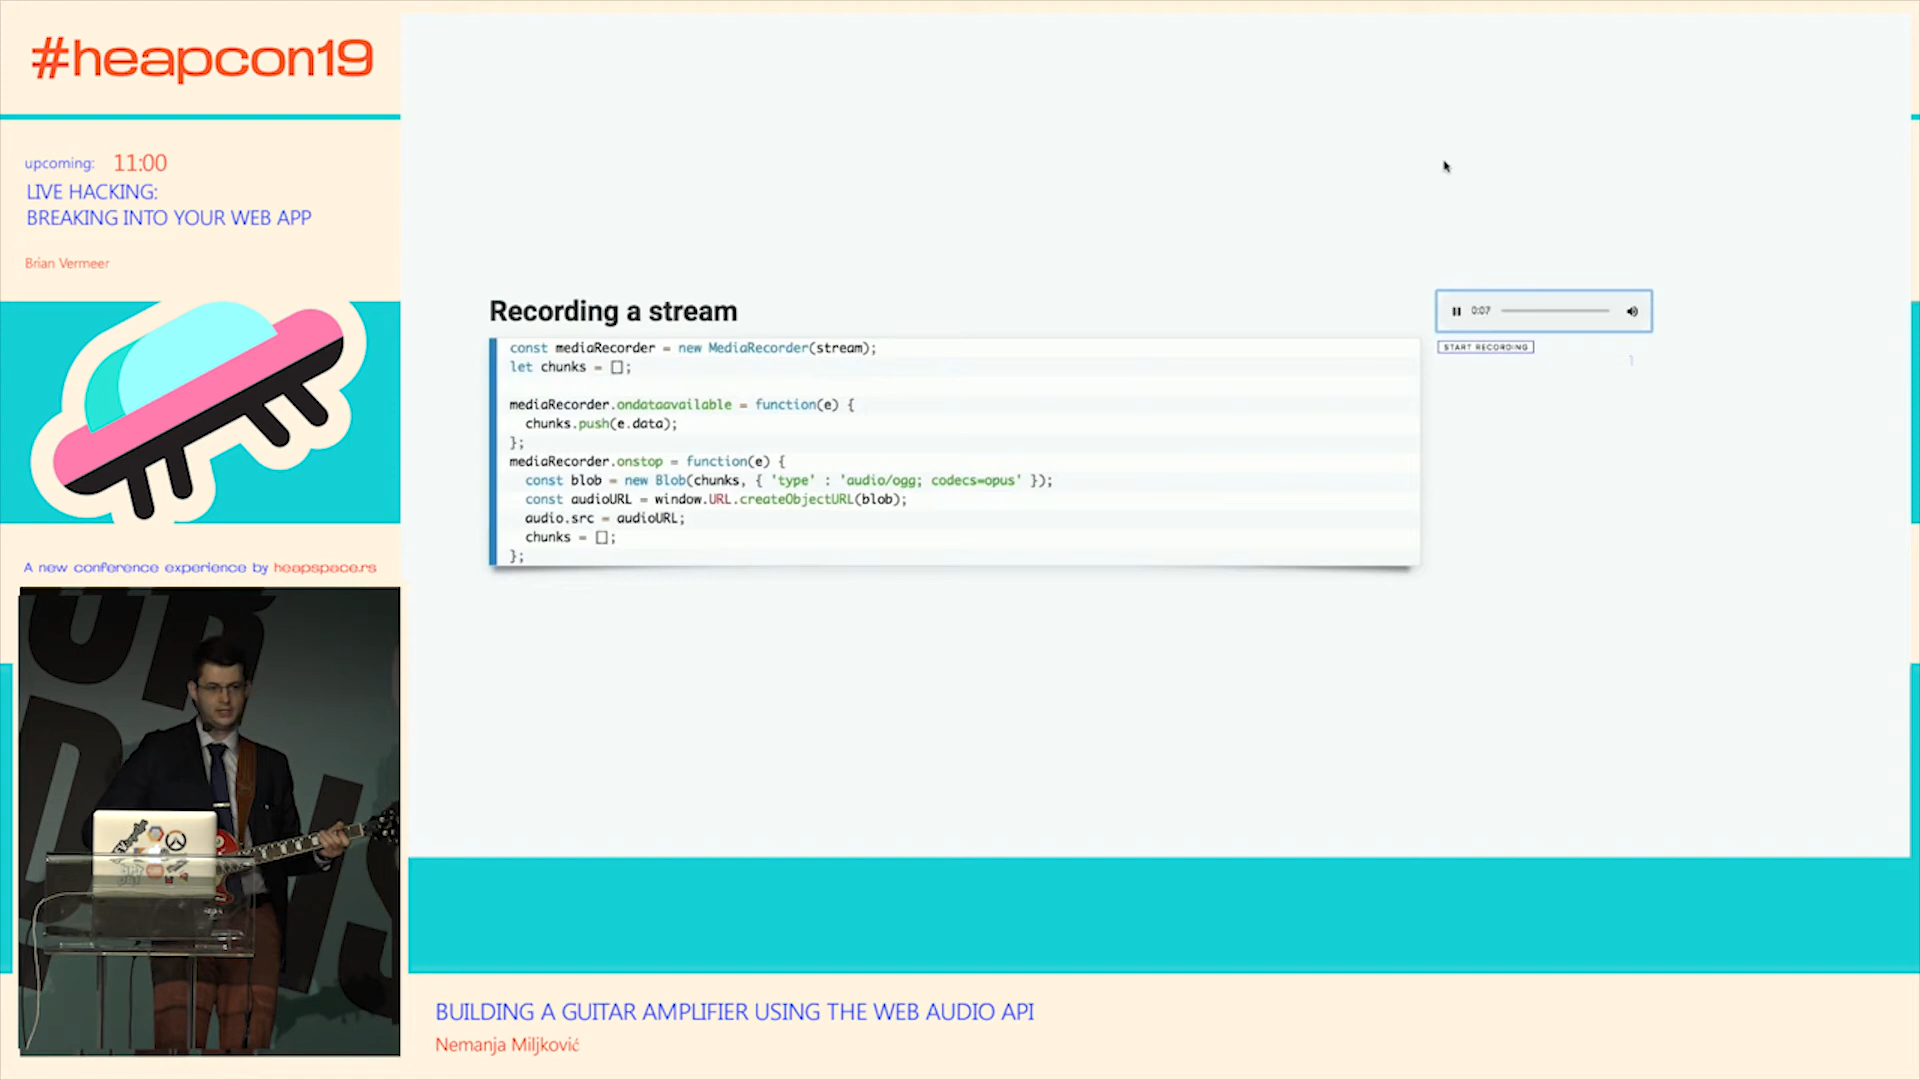 #heapcon19
upcoming: 11:00
LIVE HACKING:
BREAKING INTO YOUR WEB APP
Brian Vermeer
A new conference experience by heapspace.rs
Recording a stream
const mediaRecorder = new MediaRecorder(stream);
let chunks = [];
mediaRecorder.ondataavailable = function(e) {
chunks.push(e.data);
};
mediaRecorder.onstop = function(e) {
const blob = new Blob(chunks, { 'type' : 'audio/ogg; codecs=opus' });
const audioURL = window.URL.createObjectURL(blob);
audio.src = audioURL;
chunks = [];
};
0:07
START RECORDING
1
BUILDING A GUITAR AMPLIFIER USING THE WEB AUDIO API
Nemanja Miljković